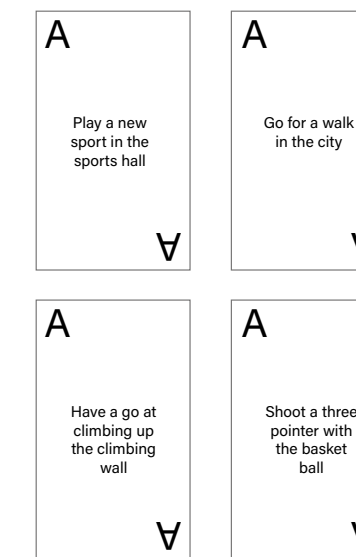 A
Play a new
sport in the
sports hall
A
A
Go for a walk
in the city
A
Have a go at
climbing up
the climbing
wall
A
A
Shoot a three
pointer with
the basket
ball